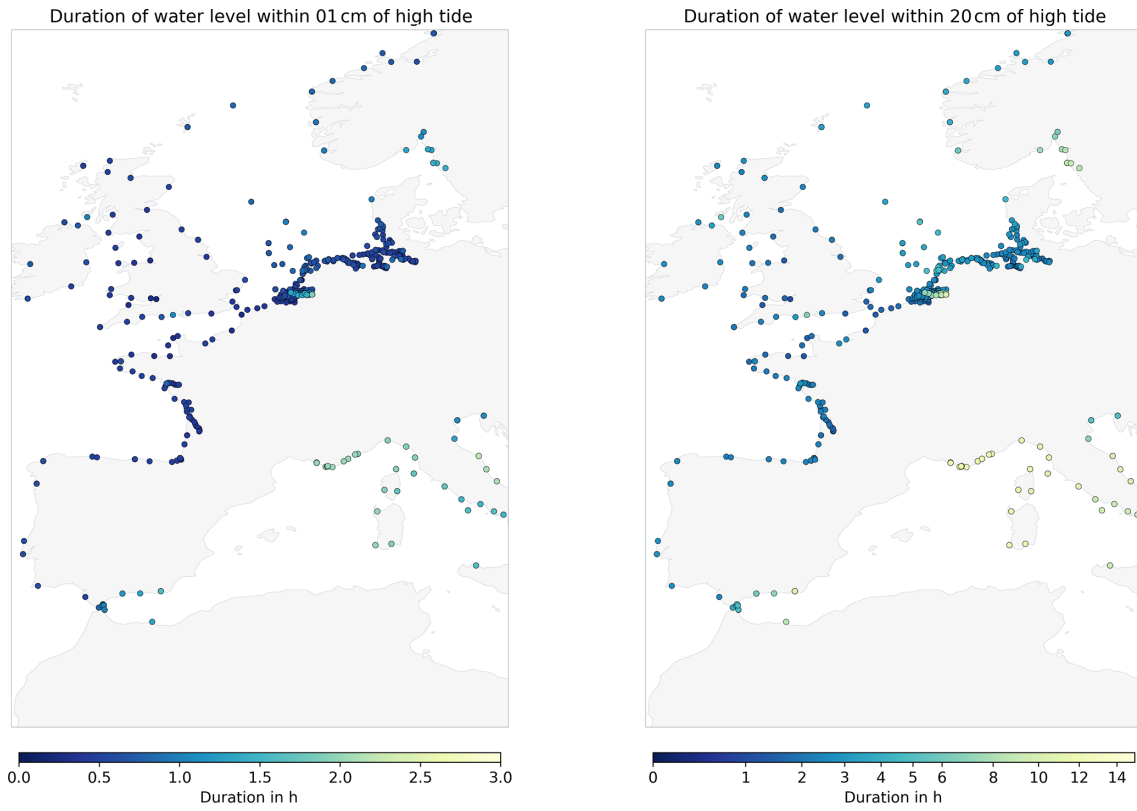 Duration of water level within 01 cm of high tide
Duration of water level within 20 cm of high tide
0.0 0.5 1.0 1.5 2.0 2.5 3.0
Duration in h
0 1 2 3 4 5 6 8 10 12 14
Duration in h